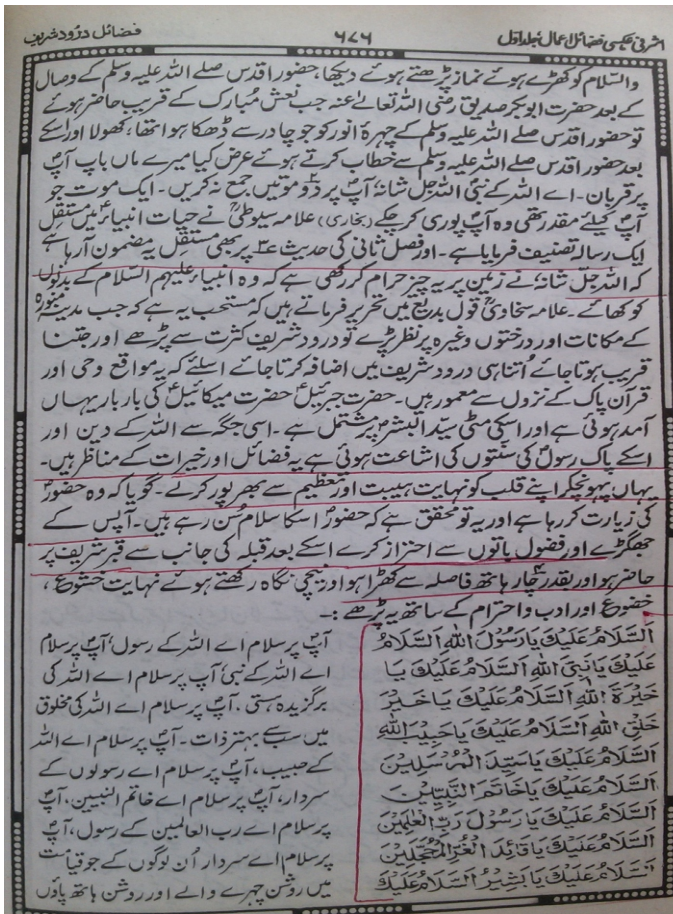 اشرفی عکسی فضائل اعمال جلد اول
۶۷۶
فضائل درود شریف
والسلام کو کھڑے ہوئے نماز پڑھتے ہوئے دیکھا، حضور اقدس صلے اللہ علیہ وسلم کے وصال
کے بعد حضرت ابوبکر صدیق رضی اللہ تعالےٰ عنہ جب نعش مبارک کے قریب حاضر ہوئے
تو حضور اقدس صلے اللہ علیہ وسلم کے چہرۂ انور کو جو چادر سے ڈھکا ہوا تھا، کھولا اور اسکے
بعد حضور اقدس صلے اللہ علیہ وسلم سے خطاب کرتے ہوئے عرض کیا میرے ماں باپ آپؐ
پر قربان۔ اے اللہ کے نبیؐ اللہ جل شانہٗ آپؐ پر دو موتیں جمع نہ کریں۔ ایک موت جو
آپؐ کیلئے مقدر تھی وہ آپؐ پوری کر چکے (بخاری) علامہ سیوطیؒ نے حیات انبیاءؑ میں مستقل
ایک رسالہ تصنیف فرمایا ہے۔ اور فصل ثانی کی حدیث ۳ پر بھی مستقل یہ مضمون آرہا ہے
کہ اللہ جلّ شانہٗ نے زمین پر یہ چیز حرام کر رکھی ہے کہ وہ انبیاء علیہم السلام کے بدنوں
کو کھائے۔ علامہ سخاویؒ قول بدیع میں تحریر فرماتے ہیں کہ مستحب یہ ہے کہ جب مدینہ منورہ
کے مکانات اور درختوں وغیرہ پر نظر پڑے تو درود شریف کثرت سے پڑھے اور جتنا
قریب ہوتا جائے اُتنا ہی درود شریف میں اضافہ کرتا جائے اسلئے کہ یہ مواقع وحی اور
قرآن پاک کے نزول سے معمور ہیں۔ حضرت جبرئیلؑ حضرت میکائیلؑ کی بار بار یہاں
آمد ہوئی ہے اور اسکی مٹی سید البشرؐ پر مشتمل ہے۔ اسی جگہ سے اللہ کے دین اور
اسکے پاک رسولؐ کی سنتوں کی اشاعت ہوئی ہے یہ فضائل اور خیرات کے مناظر ہیں۔
یہاں پہونچکر اپنے قلب کو نہایت ہیبت اور تعظیم سے بھرپور کرلے۔ گویا کہ وہ حضورؐ
کی زیارت کر رہا ہے اور یہ تو محقق ہے کہ حضورؐ اسکا سلام سُن رہے ہیں۔ آپس کے
جھگڑے اور فضول باتوں سے احتراز کرے اسکے بعد قبلہ کی جانب سے قبر شریف پر
حاضر ہو اور بقدر چار ہاتھ فاصلہ سے کھڑا ہو اور نیچی نگاہ رکھتے ہوئے نہایت خشوع،
خضوع اور ادب واحترام کے ساتھ یہ پڑھے :
اَلسَّلَامُ عَلَيْكَ يَا رَسُوْلَ اللهِ اَلسَّلَامُ
عَلَيْكَ يَا نَبِيَّ اللهِ اَلسَّلَامُ عَلَيْكَ يَا
خِيَرَةَ اللهِ اَلسَّلَامُ عَلَيْكَ يَا خَيْرَ
خَلْقِ اللهِ اَلسَّلَامُ عَلَيْكَ يَا حَبِيْبَ اللهِ
اَلسَّلَامُ عَلَيْكَ يَا سَيِّدَ الْمُرْسَلِيْنَ
اَلسَّلَامُ عَلَيْكَ يَا خَاتَمَ النَّبِيِّيْنَ
اَلسَّلَامُ عَلَيْكَ يَا رَسُوْلَ رَبِّ الْعٰلَمِيْنَ
اَلسَّلَامُ عَلَيْكَ يَا قَائِدَ الْغُرِّ الْمُحَجَّلِيْنَ
اَلسَّلَامُ عَلَيْكَ يَا بَشِيْرُ اَلسَّلَامُ عَلَيْكَ
آپؐ پر سلام اے اللہ کے رسول، آپؐ پر سلام
اے اللہ کے نبی، آپؐ پر سلام اے اللہ کی
برگزیدہ ہستی۔ آپؐ پر سلام اے اللہ کی مخلوق
میں سب سے بہتر ذات۔ آپؐ پر سلام اے اللہ
کے حبیب، آپؐ پر سلام اے رسولوں کے
سردار، آپؐ پر سلام اے خاتم النبیین، آپؐ
پر سلام اے رب العالمین کے رسول، آپؐ
پر سلام اے سردار اُن لوگوں کے جو قیامت
میں روشن چہرے والے اور روشن ہاتھ پاؤں